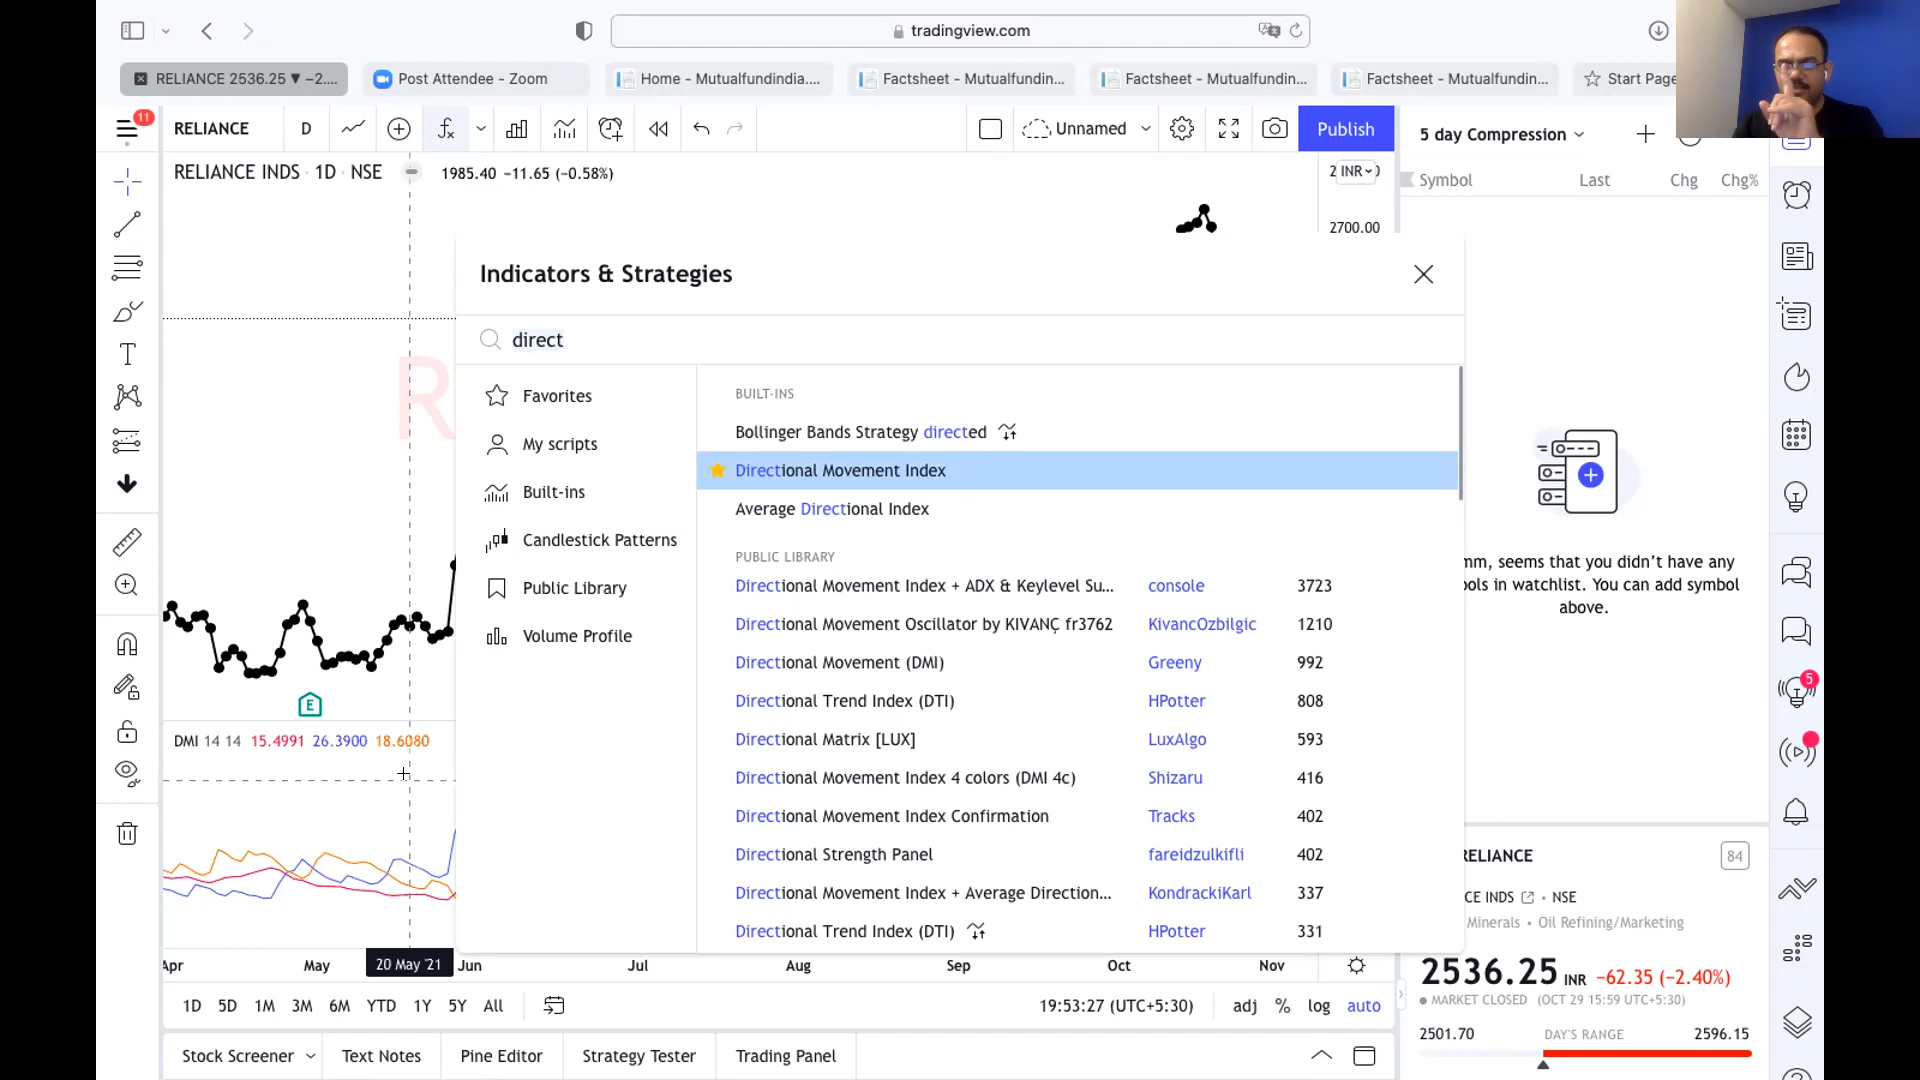 tradingview.com
RELIANCE 2536.25 ▼ −2....
Post Attendee - Zoom
Home - Mutualfundindia....
Factsheet - Mutualfundin...
Factsheet - Mutualfundin...
Factsheet - Mutualfundin...
Start Page
11
RELIANCE
D
Unnamed
Publish
5 day Compression
RELIANCE INDS · 1D · NSE
1985.40 −11.65 (−0.58%)
INR
Symbol
Last
Chg
Chg%
2700.00
Indicators & Strategies
direct
Favorites
My scripts
Built-ins
Candlestick Patterns
Public Library
Volume Profile
BUILT-INS
Bollinger Bands Strategy directed
Directional Movement Index
Average Directional Index
PUBLIC LIBRARY
Directional Movement Index + ADX & Keylevel Su... console 3723
Directional Movement Oscillator by KIVANÇ fr3762 KivancOzbilgic 1210
Directional Movement (DMI) Greeny 992
Directional Trend Index (DTI) HPotter 808
Directional Matrix [LUX] LuxAlgo 593
Directional Movement Index 4 colors (DMI 4c) Shizaru 416
Directional Movement Index Confirmation Tracks 402
Directional Strength Panel fareidzulkifli 402
Directional Movement Index + Average Direction... KondrackiKarl 337
Directional Trend Index (DTI) HPotter 331
R
E
DMI 14 14 15.4991 26.3900 18.6080
mm, seems that you didn't have any
ols in watchlist. You can add symbol
above.
5
Apr
May
20 May '21
Jun
Jul
Aug
Sep
Oct
Nov
1D 5D 1M 3M 6M YTD 1Y 5Y All
19:53:27 (UTC+5:30)
adj % log auto
Stock Screener
Text Notes
Pine Editor
Strategy Tester
Trading Panel
RELIANCE
84
CE INDS • NSE
Minerals • Oil Refining/Marketing
2536.25 INR −62.35 (−2.40%)
● MARKET CLOSED (OCT 29 15:59 UTC+5:30)
2501.70 DAY'S RANGE 2596.15